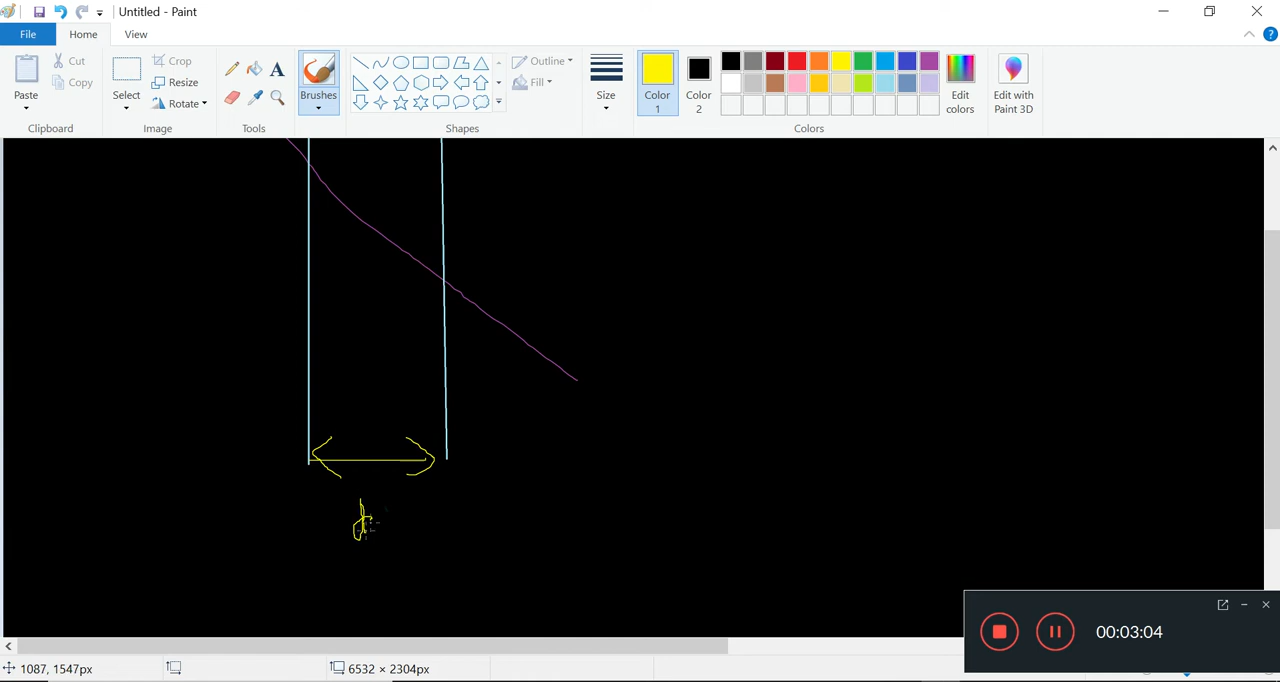 Untitled - Paint
File Home View
Cut
Copy
Paste
Clipboard
Crop
Resize
Rotate
Select
Image
Tools
Brushes
Outline
Fill
Shapes
Size
Color 1
Color 2
Edit colors
Colors
Edit with Paint 3D
d
00:03:04
1087, 1547px
6532 × 2304px